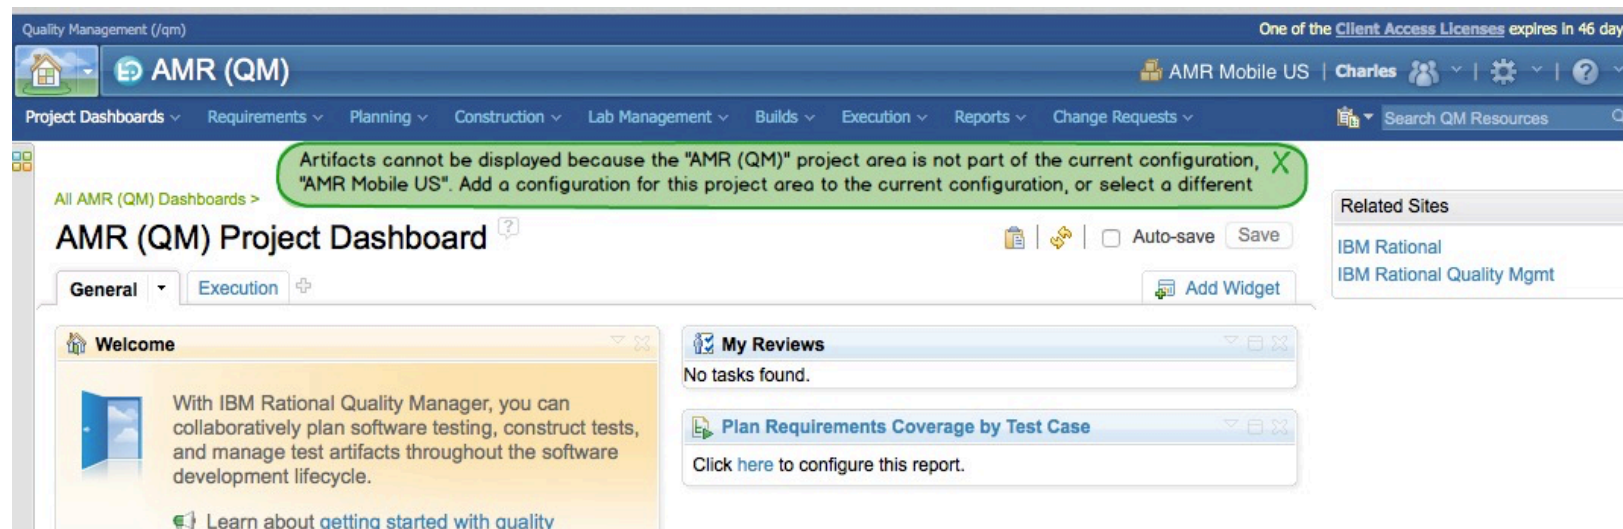 Quality Management (/qm)
One of the Client Access Licenses expires in 46 day
AMR (QM)
AMR Mobile US | Charles
Project Dashboards
Requirements
Planning
Construction
Lab Management
Builds
Execution
Reports
Change Requests
Search QM Resources
Artifacts cannot be displayed because the "AMR (QM)" project area is not part of the current configuration, X
"AMR Mobile US". Add a configuration for this project area to the current configuration, or select a different
All AMR (QM) Dashboards >
AMR (QM) Project Dashboard ?
Auto-save Save
General
Execution
Add Widget
Welcome
With IBM Rational Quality Manager, you can
collaboratively plan software testing, construct tests,
and manage test artifacts throughout the software
development lifecycle.
Learn about getting started with quality
My Reviews
No tasks found.
Plan Requirements Coverage by Test Case
Click here to configure this report.
Related Sites
IBM Rational
IBM Rational Quality Mgmt